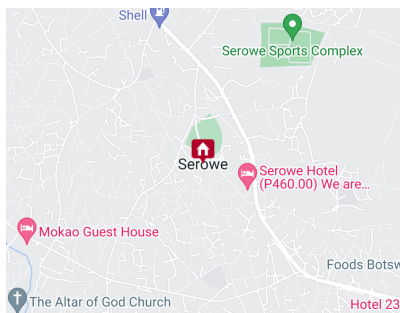 Shell
Serowe Sports Complex
Serowe
Serowe Hotel
(P460.00) We are...
Mokao Guest House
Foods Botsw
The Altar of God Church
Hotel 23